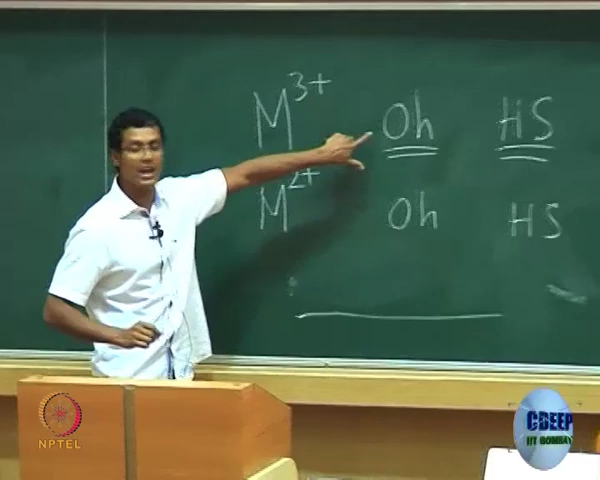 M³⁺ Oh HS
M²⁺ Oh HS
NPTEL
CDEEP
IIT BOMBAY